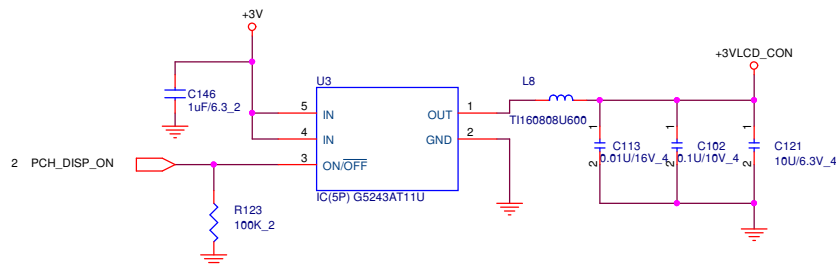 +3V
+3VLCD_CON
C146
1uF/6.3_2
U3
5
IN
4
IN
3
ON/OFF
OUT
1
GND
2
IC(5P) G5243AT11U
L8
TI160808U600
1
C113
0.01U/16V_4
2
1
C102
0.1U/10V_4
2
1
C121
10U/6.3V_4
2
2 PCH_DISP_ON
R123
100K_2